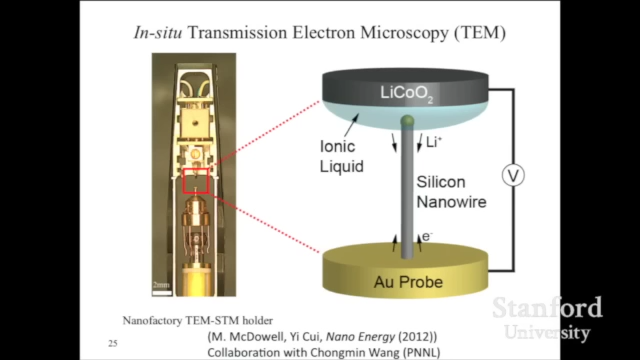 In-situ Transmission Electron Microscopy (TEM)
LiCoO2
Ionic
Liquid
Li+
Silicon
Nanowire
V
e-
Au Probe
2mm
Nanofactory TEM-STM holder
(M. McDowell, Yi Cui, Nano Energy (2012))
Collaboration with Chongmin Wang (PNNL)
25
Stanford
University